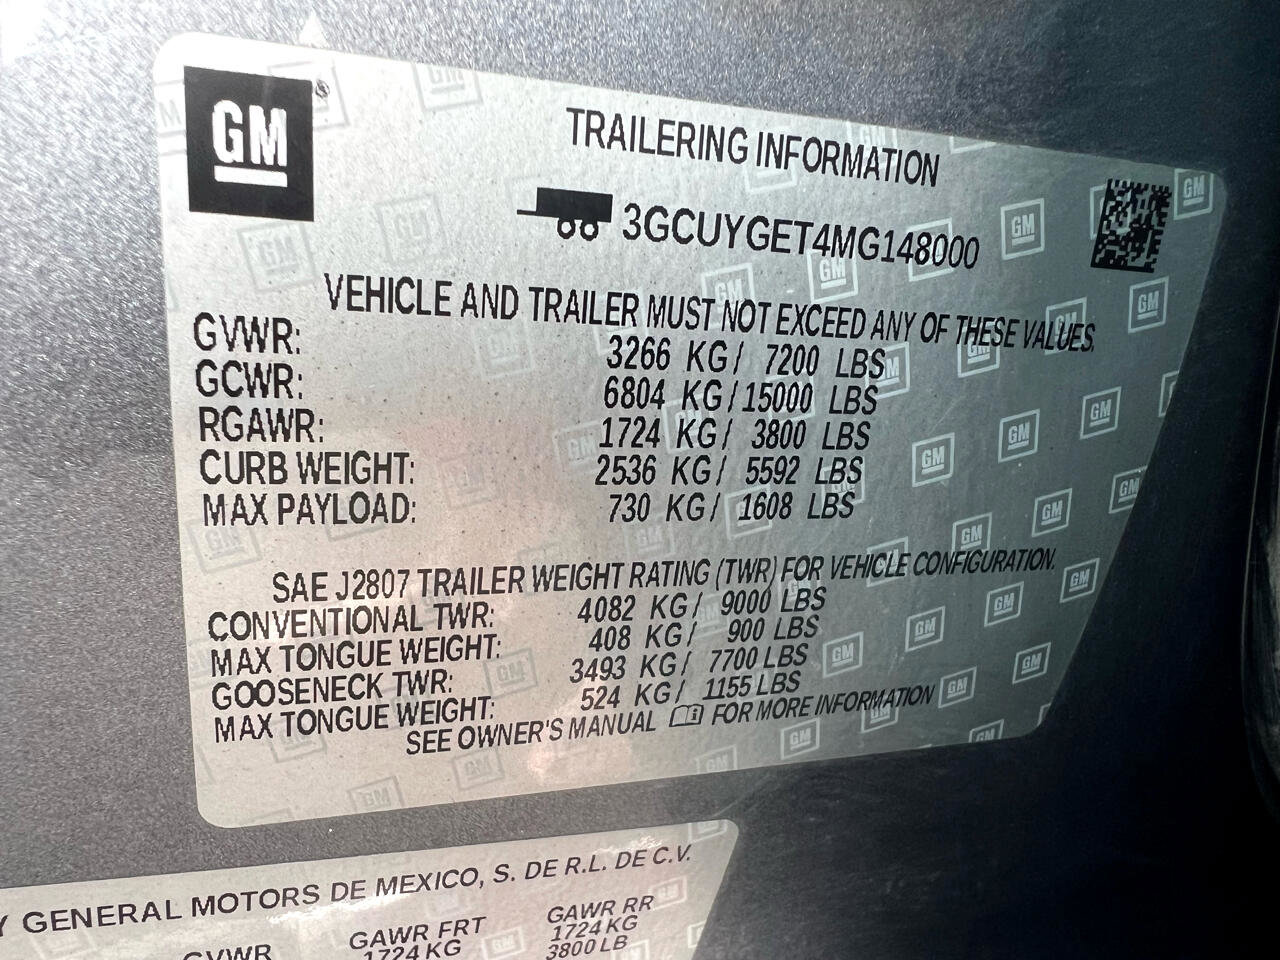 GM
TRAILERING INFORMATION
3GCUYGET4MG148000
VEHICLE AND TRAILER MUST NOT EXCEED ANY OF THESE VALUES.
GVWR: 3266 KG / 7200 LBS
GCWR: 6804 KG / 15000 LBS
RGAWR: 1724 KG / 3800 LBS
CURB WEIGHT: 2536 KG / 5592 LBS
MAX PAYLOAD: 730 KG / 1608 LBS
SAE J2807 TRAILER WEIGHT RATING (TWR) FOR VEHICLE CONFIGURATION.
CONVENTIONAL TWR: 4082 KG / 9000 LBS
MAX TONGUE WEIGHT: 408 KG / 900 LBS
GOOSENECK TWR: 3493 KG / 7700 LBS
MAX TONGUE WEIGHT: 524 KG / 1155 LBS
SEE OWNER'S MANUAL FOR MORE INFORMATION
Y GENERAL MOTORS DE MEXICO, S. DE R.L. DE C.V.
GVWR GAWR FRT GAWR RR
1724 KG 1724 KG
3800 LB